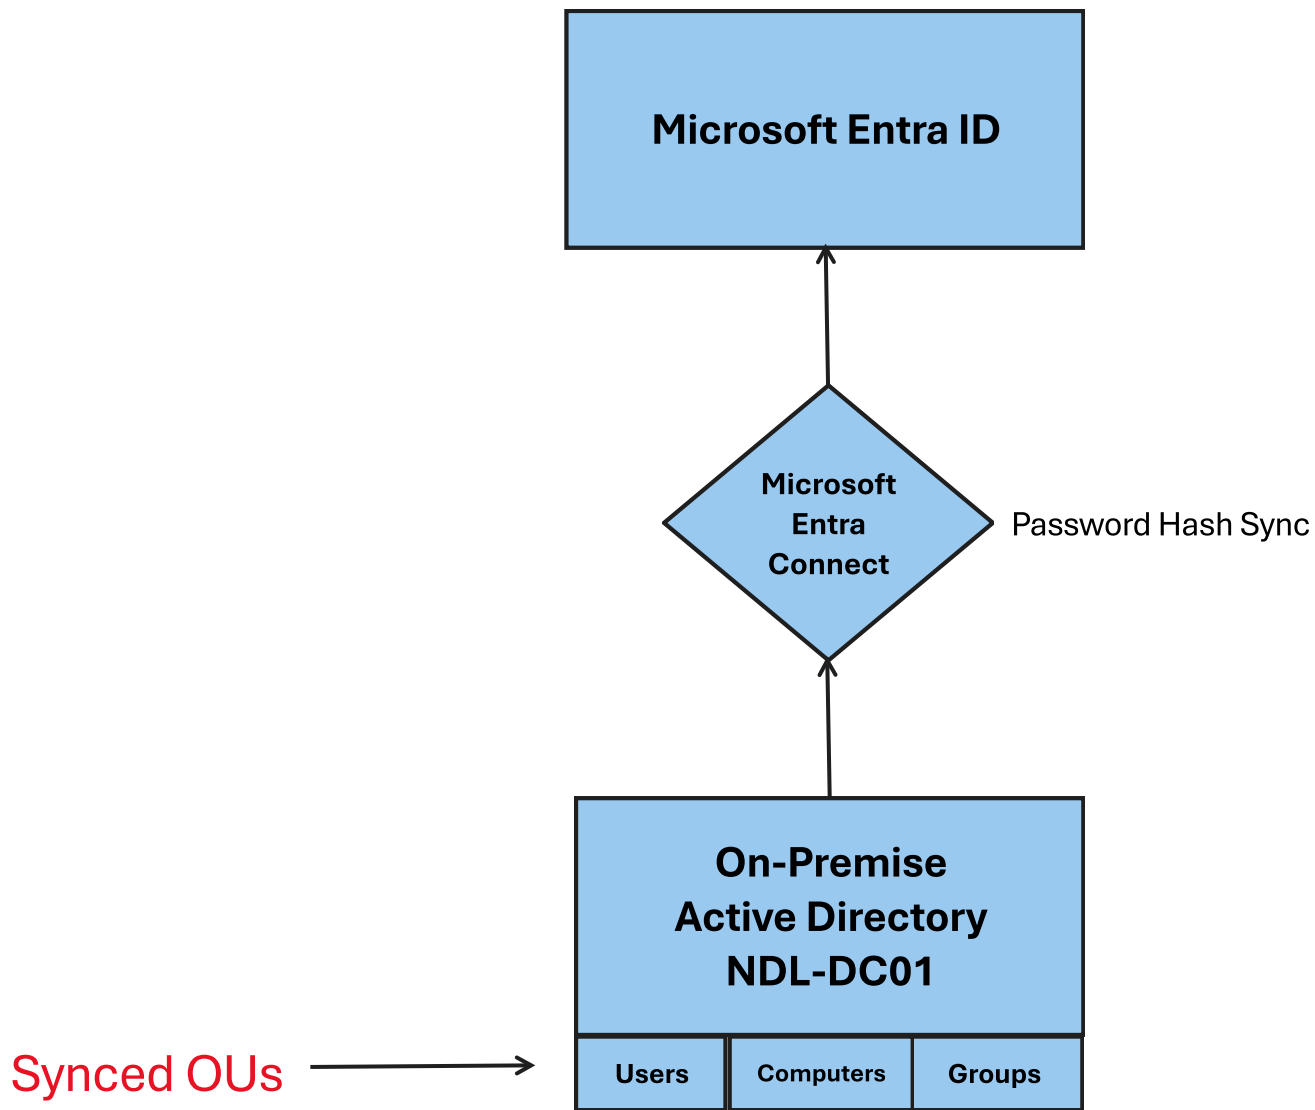 Microsoft Entra ID
Microsoft
Entra
Connect
Password Hash Sync
On-Premise
Active Directory
NDL-DC01
Synced OUs
Users
Computers
Groups